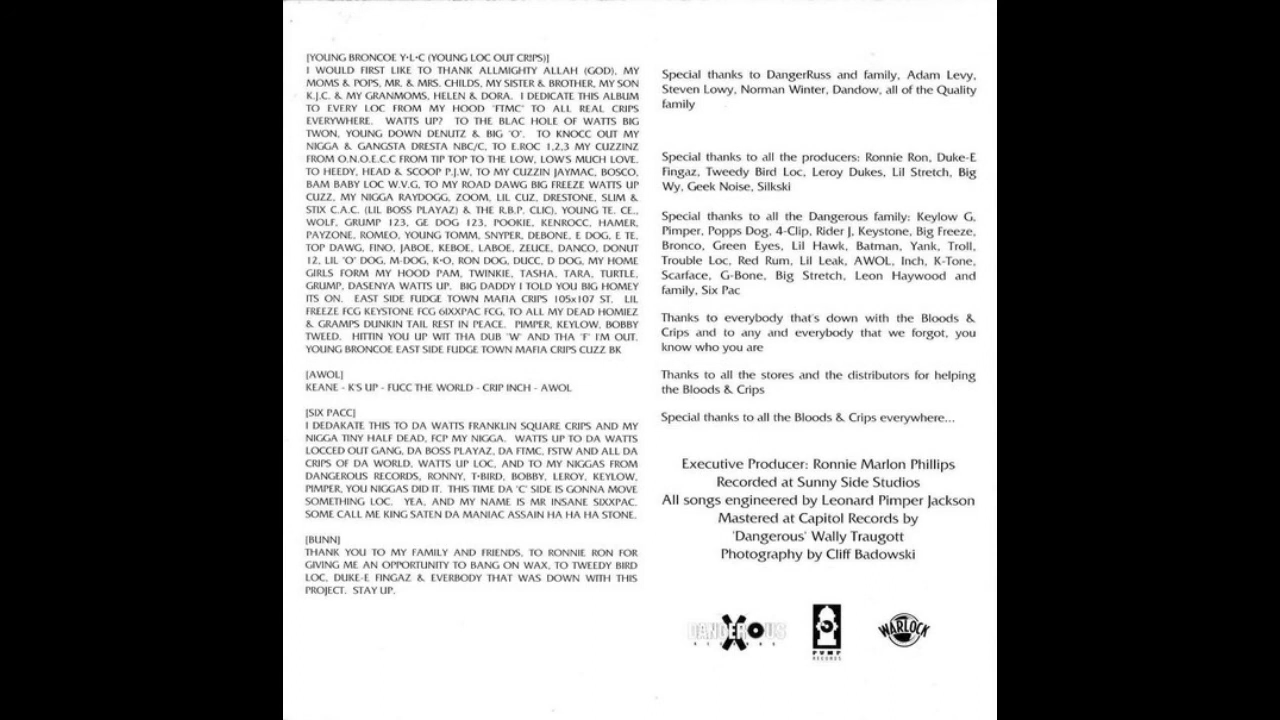 [YOUNG BRONCOE Y•L•C (YOUNG LOC OUT CRIPS)]
I WOULD FIRST LIKE TO THANK ALLMIGHTY ALLAH (GOD), MY
MOMS & POPS, MR. & MRS. CHILDS, MY SISTER & BROTHER, MY SON
K.J.C. & MY GRANMOMS, HELEN & DORA. I DEDICATE THIS ALBUM
TO EVERY LOC FROM MY HOOD "FTMC" TO ALL REAL CRIPS
EVERYWHERE. WATTS UP? TO THE BLAC HOLE OF WATTS BIG
TWON, YOUNG DOWN DENUTZ & BIG "O". TO KNOCC OUT MY
NIGGA & GANGSTA DRESTA NBC/C, TO E.ROC 1,2,3 MY CUZZINZ
FROM O.N.O.E.C.C FROM TIP TOP TO THE LOW, LOW'S MUCH LOVE.
TO HEEDY, HEAD & SCOOP P.J.W, TO MY CUZZIN JAYMAC, BOSCO,
BAM BABY LOC W.V.G, TO MY ROAD DAWG BIG FREEZE WATTS UP
CUZZ, MY NIGGA RAYDOGG, ZOOM, LIL CUZ, DRESTONE, SLIM &
STIX C.A.C. (LIL BOSS PLAYAZ) & THE R.B.P. CLIC), YOUNG TE. CE.,
WOLF, GRUMP 123, GE DOG 123, POOKIE, KENROCC, HAMER,
PAYZONE, ROMEO, YOUNG TOMM, SNYPER, DEBONE, E DOG, E TE,
TOP DAWG, FINO, JABOE, KEBOE, LABOE, ZEUCE, DANCO, DONUT
12, LIL "O" DOG, M-DOG, K•O, RON DOG, DUCC, D DOG, MY HOME
GIRLS FORM MY HOOD PAM, TWINKIE, TASHA, TARA, TURTLE,
GRUMP, DASENYA WATTS UP. BIG DADDY I TOLD YOU BIG HOMEY
ITS ON. EAST SIDE FUDGE TOWN MAFIA CRIPS 105x107 ST. LIL
FREEZE FCG KEYSTONE FCG 6IXXPAC FCG, TO ALL MY DEAD HOMIEZ
& GRAMPS DUNKIN TAIL REST IN PEACE. PIMPER, KEYLOW, BOBBY
TWEED. HITTIN YOU UP WIT THA DUB "W" AND THA "F" I'M OUT.
YOUNG BRONCOE EAST SIDE FUDGE TOWN MAFIA CRIPS CUZZ BK
[AWOL]
KEANE - K'S UP - FUCC THE WORLD - CRIP INCH - AWOL
[SIX PACC]
I DEDAKATE THIS TO DA WATTS FRANKLIN SQUARE CRIPS AND MY
NIGGA TINY HALF DEAD, FCP MY NIGGA. WATTS UP TO DA WATTS
LOCCED OUT GANG, DA BOSS PLAYAZ, DA FTMC, FSTW AND ALL DA
CRIPS OF DA WORLD, WATTS UP LOC, AND TO MY NIGGAS FROM
DANGEROUS RECORDS, RONNY, T•BIRD, BOBBY, LEROY, KEYLOW,
PIMPER, YOU NIGGAS DID IT. THIS TIME DA "C" SIDE IS GONNA MOVE
SOMETHING LOC. YEA, AND MY NAME IS MR INSANE SIXXPAC.
SOME CALL ME KING SATEN DA MANIAC ASSAIN HA HA HA STONE.
[BUNN]
THANK YOU TO MY FAMILY AND FRIENDS, TO RONNIE RON FOR
GIVING ME AN OPPORTUNITY TO BANG ON WAX, TO TWEEDY BIRD
LOC, DUKE-E FINGAZ & EVERBODY THAT WAS DOWN WITH THIS
PROJECT. STAY UP.
Special thanks to DangerRuss and family, Adam Levy,
Steven Lowy, Norman Winter, Dandow, all of the Quality
family
Special thanks to all the producers: Ronnie Ron, Duke-E
Fingaz, Tweedy Bird Loc, Leroy Dukes, Lil Stretch, Big
Wy, Geek Noise, Silkski
Special thanks to all the Dangerous family: Keylow G,
Pimper, Popps Dog, 4-Clip, Rider J, Keystone, Big Freeze,
Bronco, Green Eyes, Lil Hawk, Batman, Yank, Troll,
Trouble Loc, Red Rum, Lil Leak, AWOL, Inch, K-Tone,
Scarface, G-Bone, Big Stretch, Leon Haywood and
family, Six Pac
Thanks to everybody that's down with the Bloods &
Crips and to any and everybody that we forgot, you
know who you are
Thanks to all the stores and the distributors for helping
the Bloods & Crips
Special thanks to all the Bloods & Crips everywhere...
Executive Producer: Ronnie Marlon Phillips
Recorded at Sunny Side Studios
All songs engineered by Leonard Pimper Jackson
Mastered at Capitol Records by
'Dangerous' Wally Traugott
Photography by Cliff Badowski
DANGEROUS
RECORDS
PUMP
RECORDS
WARLOCK